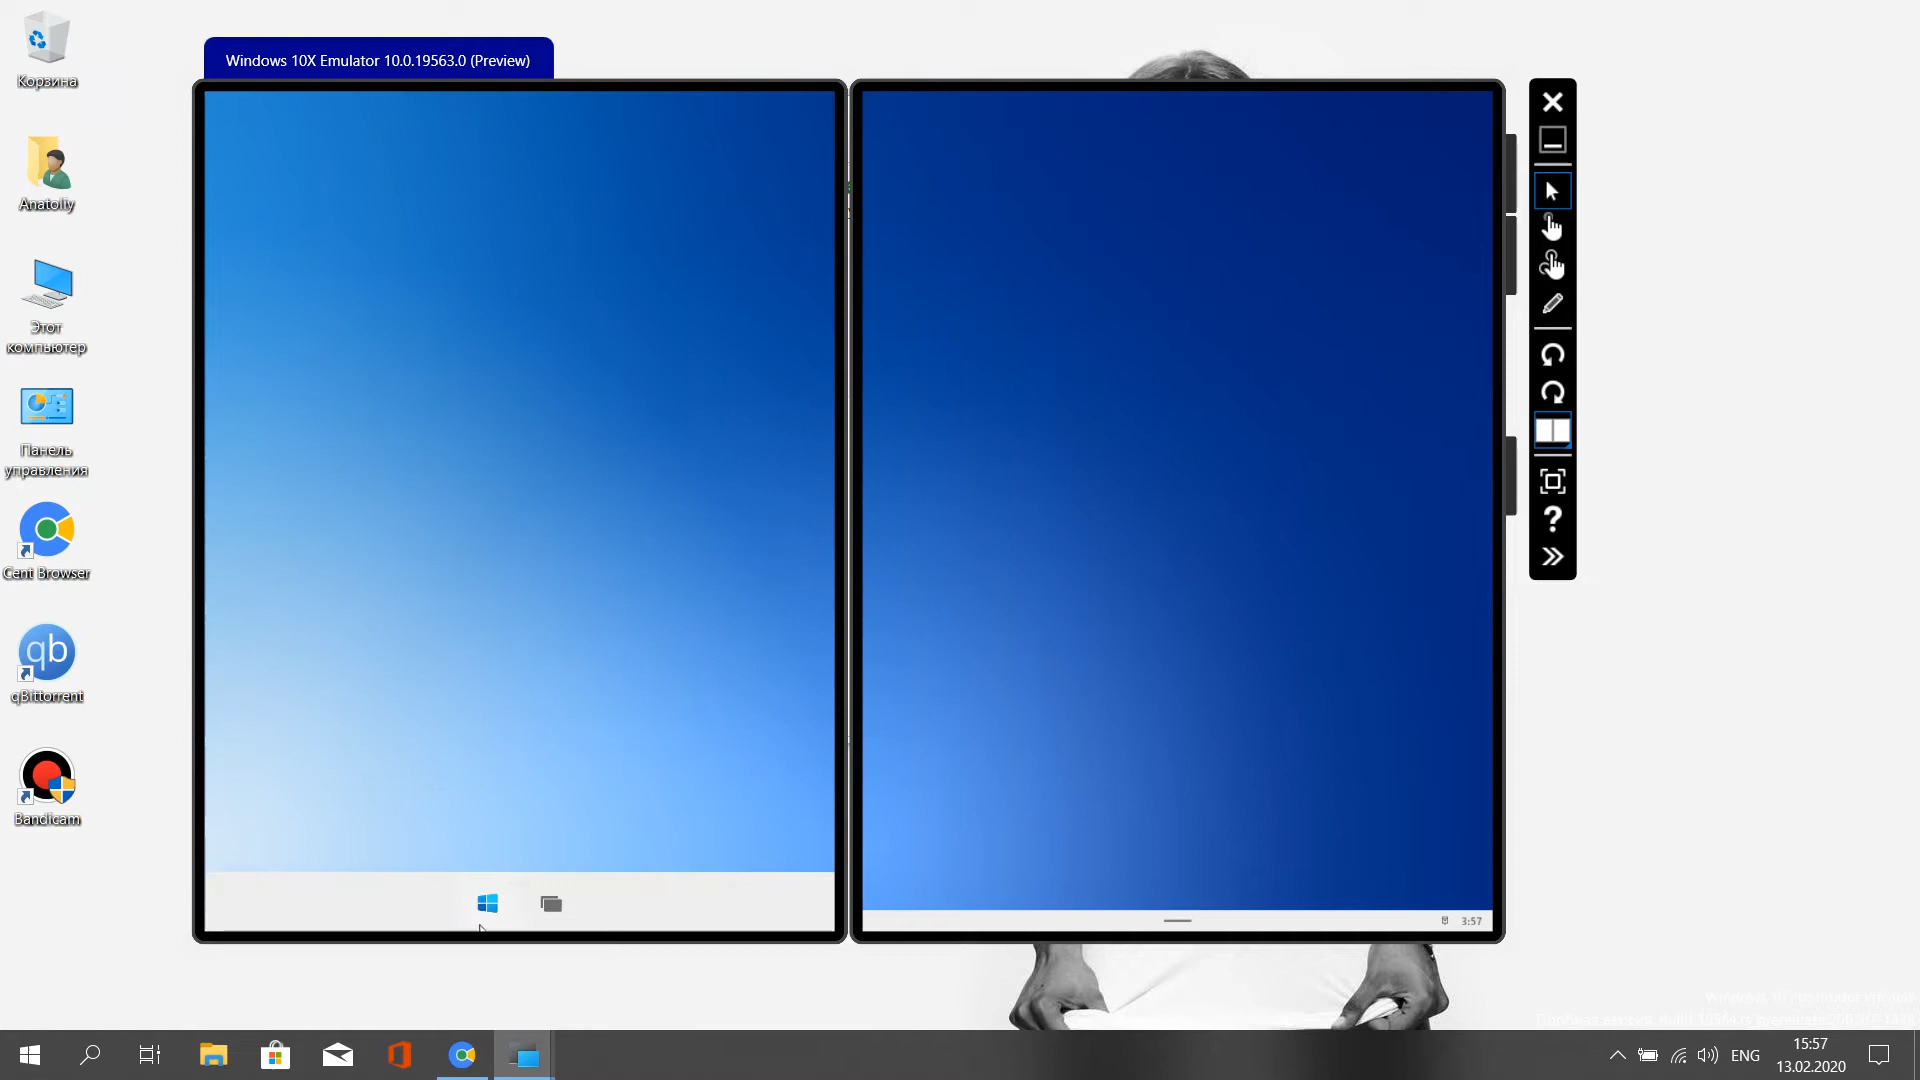 Корзина
Anatoliy
Этот
компьютер
Панель
управления
Cent Browser
qb
qBittorrent
Bandicam
Windows 10X Emulator 10.0.19563.0 (Preview)
3:57
?
ENG
15:57
13.02.2020